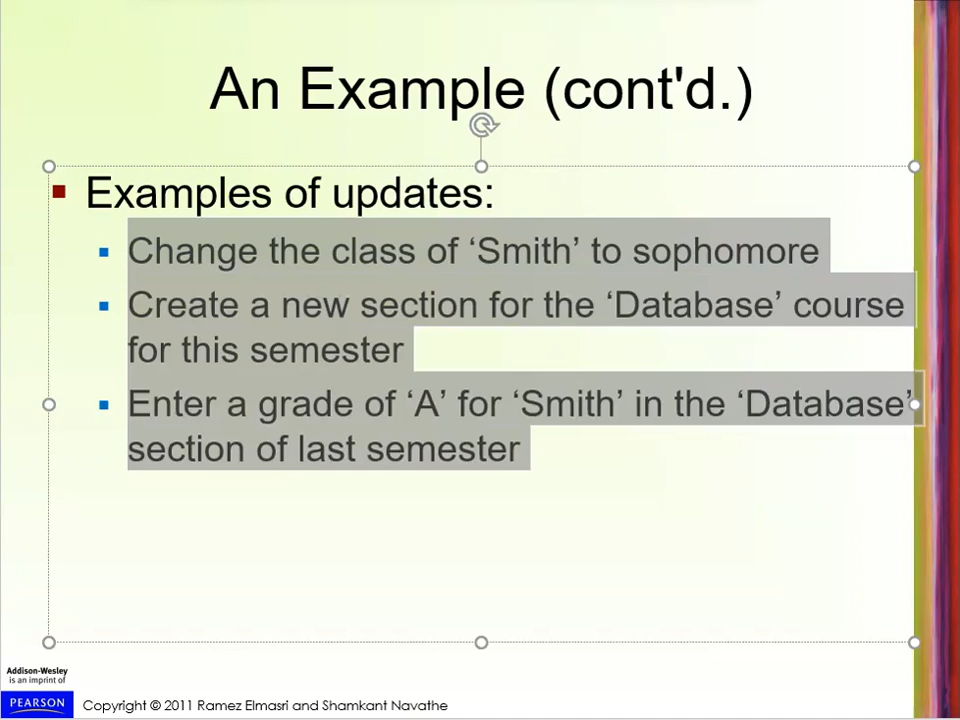 An Example (cont'd.)
Examples of updates:
Change the class of ‘Smith’ to sophomore
Create a new section for the ‘Database’ course
for this semester
Enter a grade of ‘A’ for ‘Smith’ in the ‘Database’
section of last semester
Addison-Wesley
is an imprint of
PEARSON
Copyright © 2011 Ramez Elmasri and Shamkant Navathe